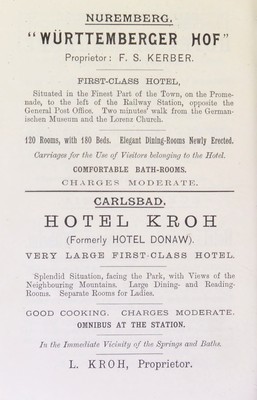 NUREMBERG.
"WÜRTTEMBERGER HOF"
Proprietor: F. S. KERBER.
FIRST-CLASS HOTEL,
Situated in the Finest Part of the Town, on the Prome-
nade, to the left of the Railway Station, opposite the
General Post Office. Two minutes' walk from the German-
ischen Museum and the Lorenz Church.
120 Rooms, with 180 Beds. Elegant Dining-Rooms Newly Erected.
Carriages for the Use of Visitors belonging to the Hotel.
COMFORTABLE BATH-ROOMS.
CHARGES MODERATE.
CARLSBAD.
HOTEL KROH
(Formerly HOTEL DONAW).
VERY LARGE FIRST-CLASS HOTEL.
Splendid Situation, facing the Park, with Views of the
Neighbouring Mountains. Large Dining- and Reading-
Rooms. Separate Rooms for Ladies.
GOOD COOKING. CHARGES MODERATE.
OMNIBUS AT THE STATION.
In the Immediate Vicinity of the Springs and Baths.
L. KROH, Proprietor.